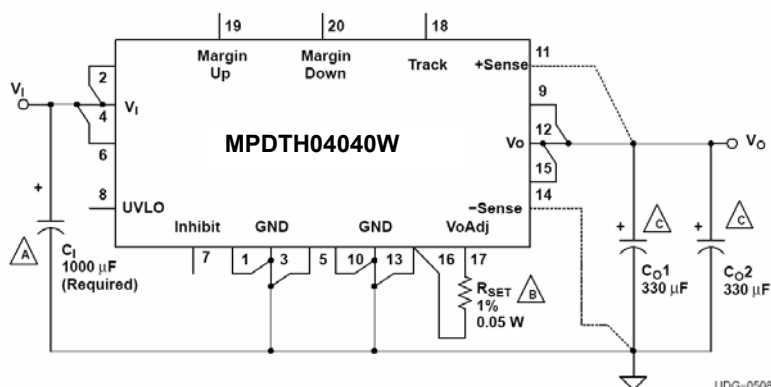 19
20
18
Margin
Up
Margin
Down
Track
+Sense
11
2
9
VI
VI
4
MPDTH04040W
Vo
12
VO
6
15
8
UVLO
−Sense
14
Inhibit
GND
GND
VoAdj
7
1
3
5
10
13
16
17
+
A
CI
1000 µF
(Required)
RSET
1%
0.05 W
B
+
C
CO1
330 µF
+
C
CO2
330 µF